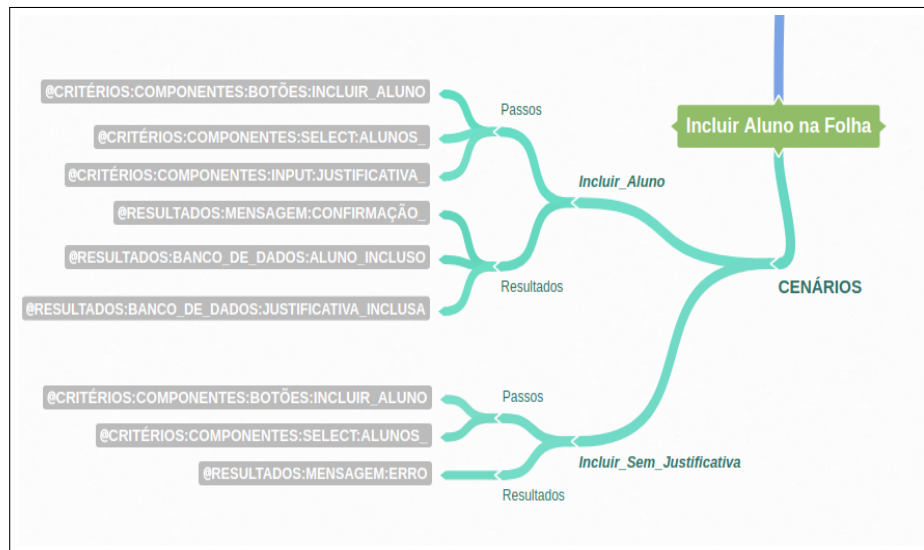 @CRITÉRIOS:COMPONENTES:BOTÕES:INCLUIR_ALUNO
@CRITÉRIOS:COMPONENTES:SELECT:ALUNOS_
@CRITÉRIOS:COMPONENTES:INPUT:JUSTIFICATIVA_
@RESULTADOS:MENSAGEM:CONFIRMAÇÃO_
@RESULTADOS:BANCO_DE_DADOS:ALUNO_INCLUSO
@RESULTADOS:BANCO_DE_DADOS:JUSTIFICATIVA_INCLUSA
Passos
Resultados
Incluir_Aluno
Incluir Aluno na Folha
CENÁRIOS
@CRITÉRIOS:COMPONENTES:BOTÕES:INCLUIR_ALUNO
@CRITÉRIOS:COMPONENTES:SELECT:ALUNOS_
@RESULTADOS:MENSAGEM:ERRO
Passos
Resultados
Incluir_Sem_Justificativa